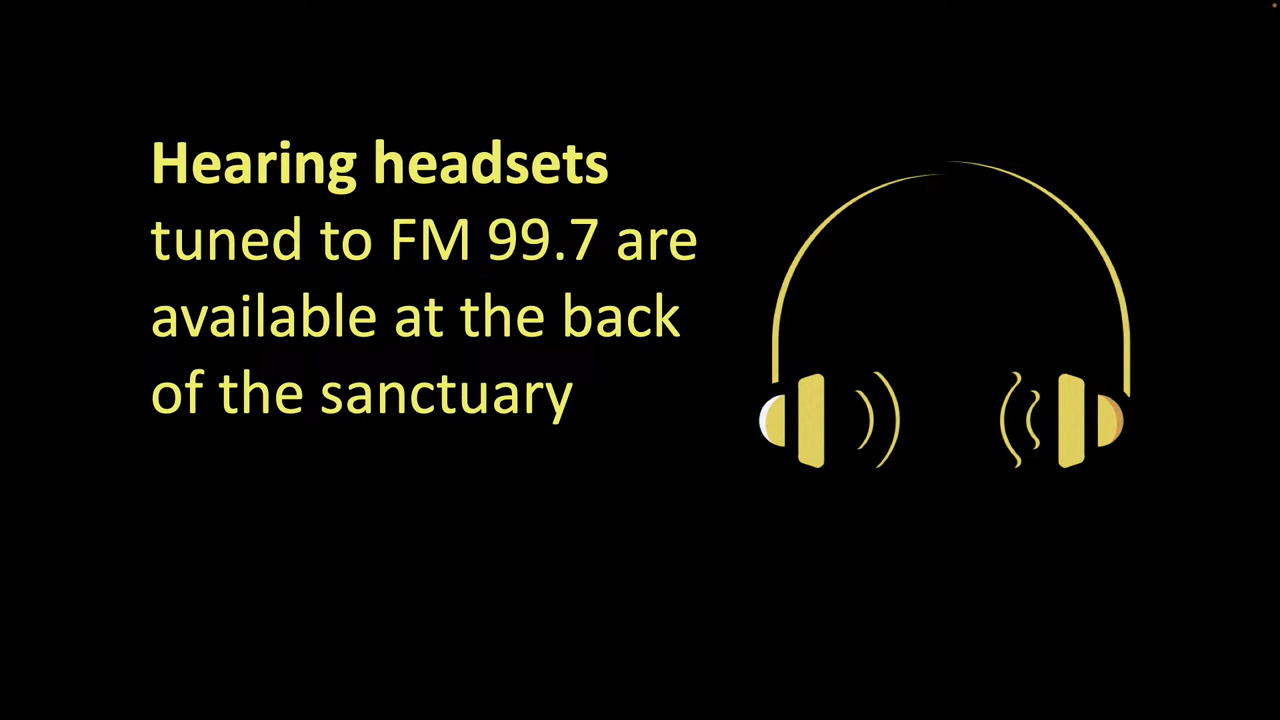 Hearing headsets
tuned to FM 99.7 are
available at the back
of the sanctuary